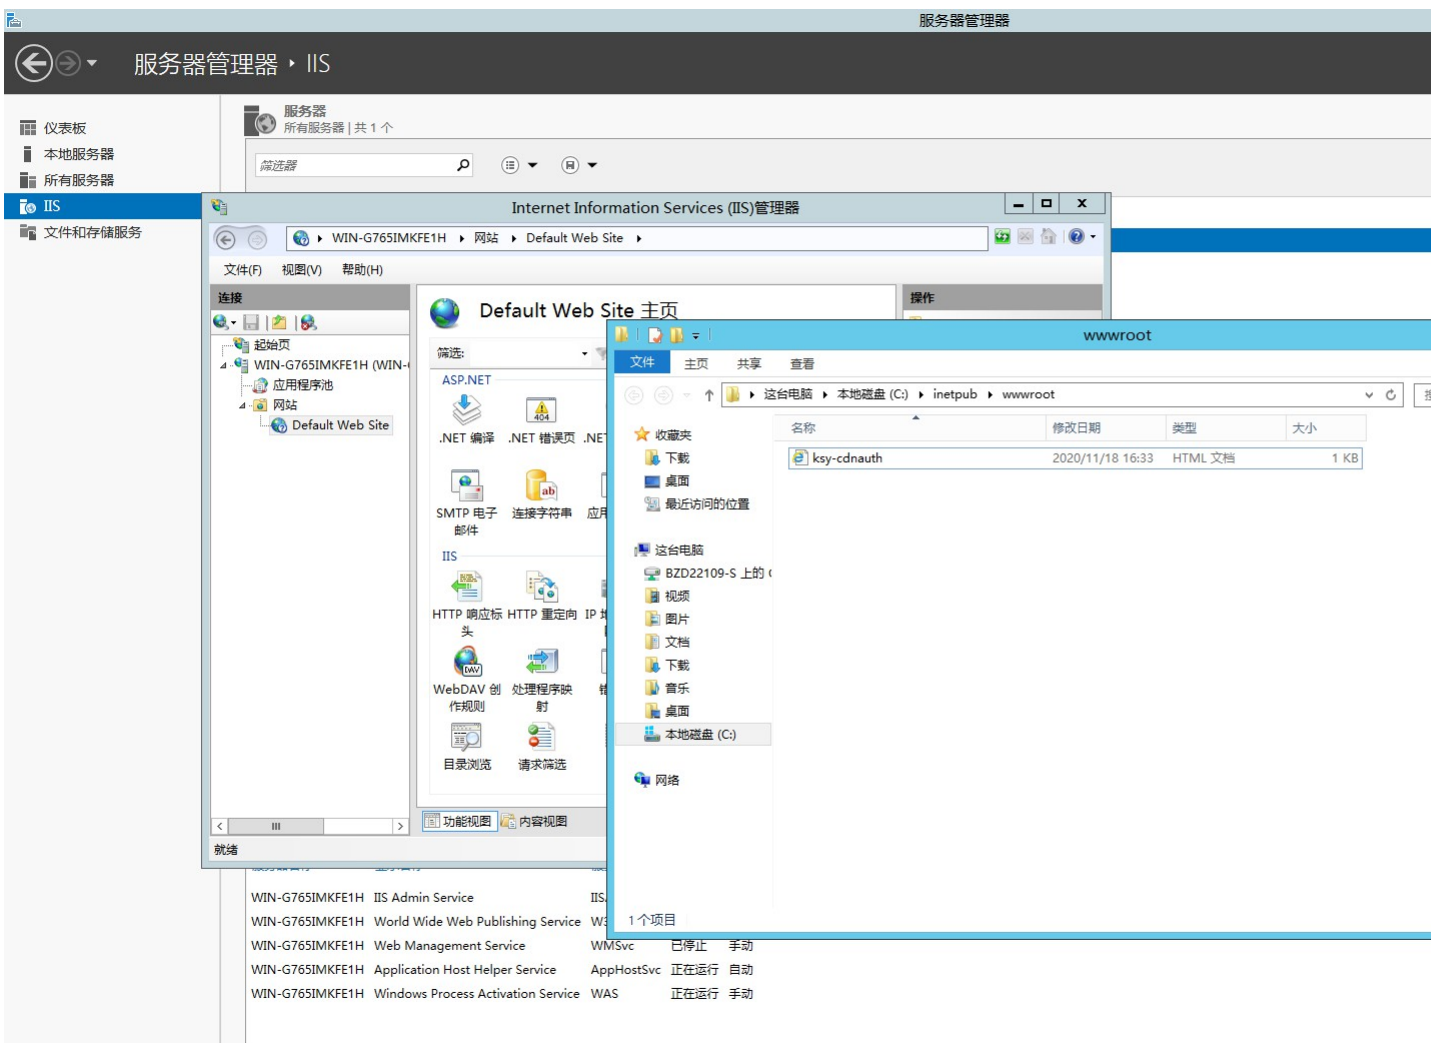 服务器管理器
服务器管理器 · IIS
仪表板
本地服务器
所有服务器
IIS
文件和存储服务
服务器
所有服务器 | 共 1 个
筛选器
Internet Information Services (IIS)管理器
WIN-G765IMKFE1H 网站 Default Web Site
文件(F) 视图(V) 帮助(H)
连接
起始页
WIN-G765IMKFE1H (WIN-
应用程序池
网站
Default Web Site
Default Web Site 主页
筛选:
ASP.NET
.NET 编译 .NET 错误页 .NE
SMTP 电子邮件 连接字符串 应用
IIS
HTTP 响应标头 HTTP 重定向 IP
WebDAV 创作规则 处理程序映射
目录浏览 请求筛选
功能视图 内容视图
就绪
操作
wwwroot
文件 主页 共享 查看
这台电脑 本地磁盘 (C:) inetpub wwwroot
名称 修改日期 类型 大小
ksy-cdnauth 2020/11/18 16:33 HTML 文档 1 KB
收藏夹
下载
桌面
最近访问的位置
这台电脑
BZD22109-S 上的
视频
图片
文档
下载
音乐
桌面
本地磁盘 (C:)
网络
1 个项目
WIN-G765IMKFE1H IIS Admin Service IIS
WIN-G765IMKFE1H World Wide Web Publishing Service W3
WIN-G765IMKFE1H Web Management Service WMSvc 已停止 手动
WIN-G765IMKFE1H Application Host Helper Service AppHostSvc 正在运行 自动
WIN-G765IMKFE1H Windows Process Activation Service WAS 正在运行 手动